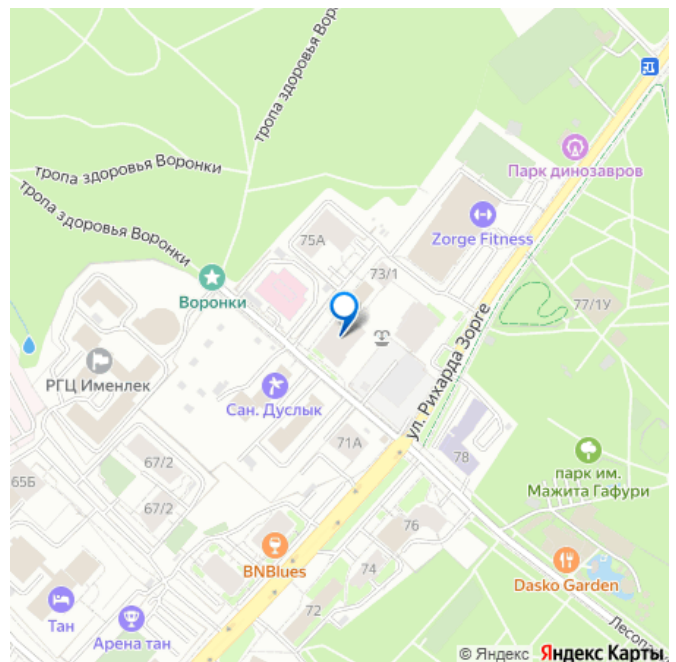 тропа здоровья Вор
Парк динозавров
тропа здоровья Воронки
Zorge Fitness
75А
тропа здоровья Воронки
73/1
Воронки
77/1У
ул. Рихарда Зорге
РГЦ Именлек
Сан. Дуслык
71А
78
67/2
парк им.
Мажита Гафури
65Б
67/2
76
BNBlues
74
Dasko Garden
72
Тан
Арена тан
Лесопа
© Яндекс Яндекс Карты